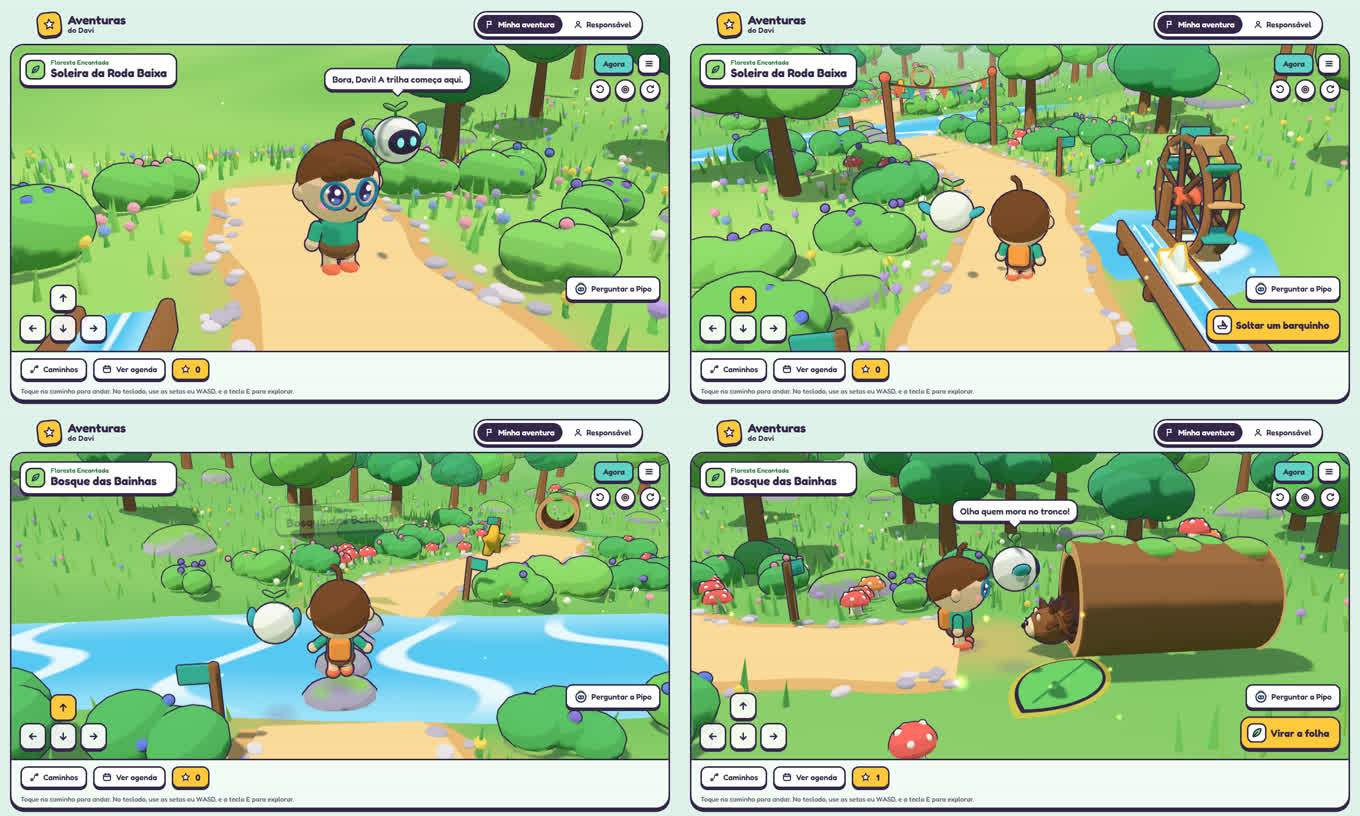 Aventuras
do Davi
Minha aventura
Responsável
Floresta Encantada
Soleira da Roda Baixa
Agora
Bora, Davi! A trilha começa aqui.
Perguntar a Pipo
Caminhos
Ver agenda
0
Toque no caminho para andar. No teclado, use as setas ou WASD, e a tecla E para explorar.
Aventuras
do Davi
Minha aventura
Responsável
Floresta Encantada
Soleira da Roda Baixa
Agora
Perguntar a Pipo
Soltar um barquinho
Caminhos
Ver agenda
0
Toque no caminho para andar. No teclado, use as setas ou WASD, e a tecla E para explorar.
Aventuras
do Davi
Minha aventura
Responsável
Floresta Encantada
Bosque das Bainhas
Agora
Bosque das Bainhas
Perguntar a Pipo
Caminhos
Ver agenda
0
Toque no caminho para andar. No teclado, use as setas ou WASD, e a tecla E para explorar.
Aventuras
do Davi
Minha aventura
Responsável
Floresta Encantada
Bosque das Bainhas
Agora
Olha quem mora no tronco!
Perguntar a Pipo
Virar a folha
Caminhos
Ver agenda
1
Toque no caminho para andar. No teclado, use as setas ou WASD, e a tecla E para explorar.